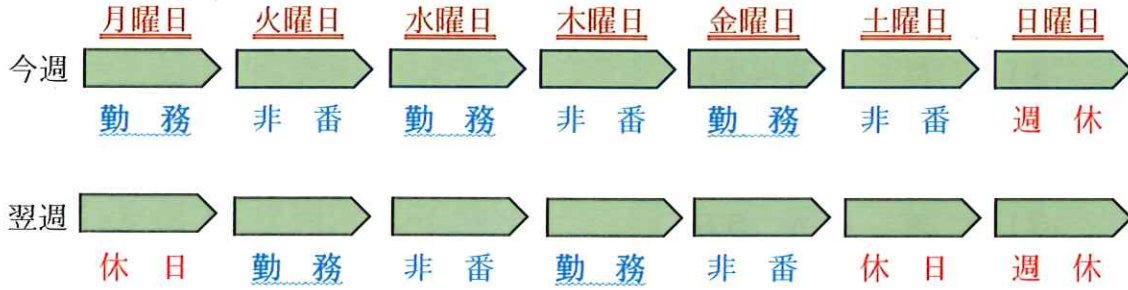 月曜日 火曜日 水曜日 木曜日 金曜日 土曜日 日曜日
今週
勤務 非番 勤務 非番 勤務 非番 週休
翌週
休日 勤務 非番 勤務 非番 休日 週休